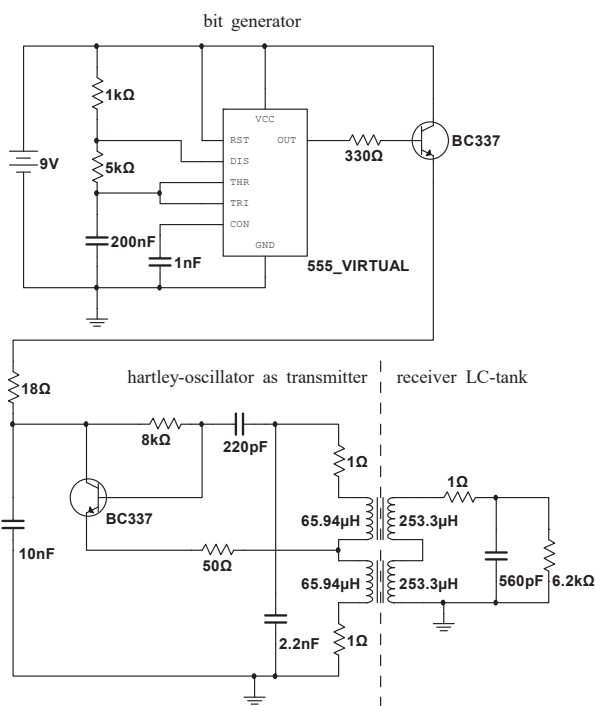 bit generator
1kΩ
VCC
RST OUT
BC337
9V
330Ω
DIS
5kΩ
THR
TRI
CON
200nF
1nF
GND
555_VIRTUAL
hartley-oscillator as transmitter
receiver LC-tank
18Ω
8kΩ
220pF
1Ω
1Ω
BC337
65.94µH
253.3µH
10nF
50Ω
65.94µH
253.3µH
560pF
6.2kΩ
2.2nF
1Ω